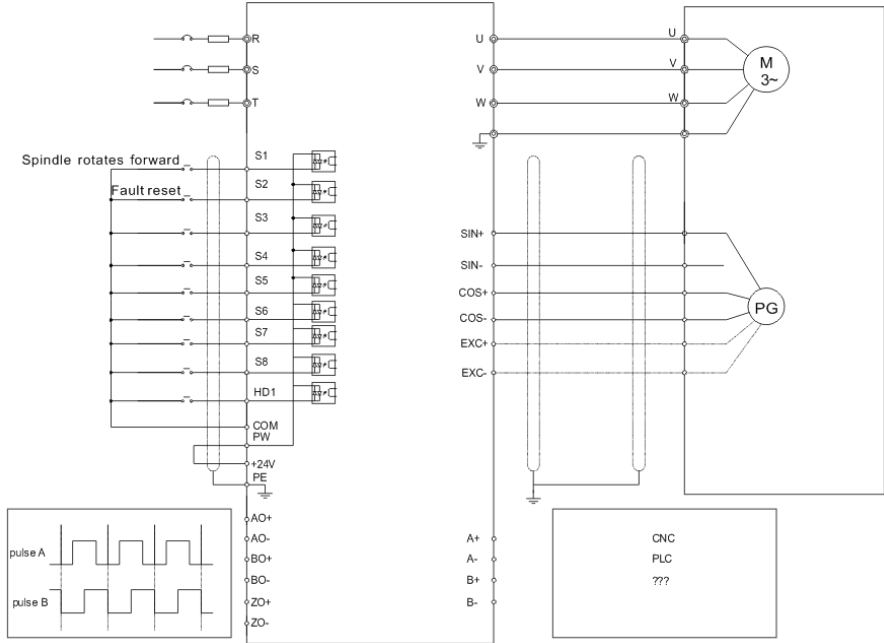 R
U
U
S
V
V
M
3~
T
W
W
Spindle rotates forward
S1
Fault reset
S2
S3
SIN+
S4
SIN-
S5
COS+
PG
S6
COS-
S7
EXC+
S8
EXC-
HD1
COM
PW
+24V
PE
AO+
AO-
BO+
BO-
ZO+
ZO-
pulse A
pulse B
A+
A-
B+
B-
CNC
PLC
???